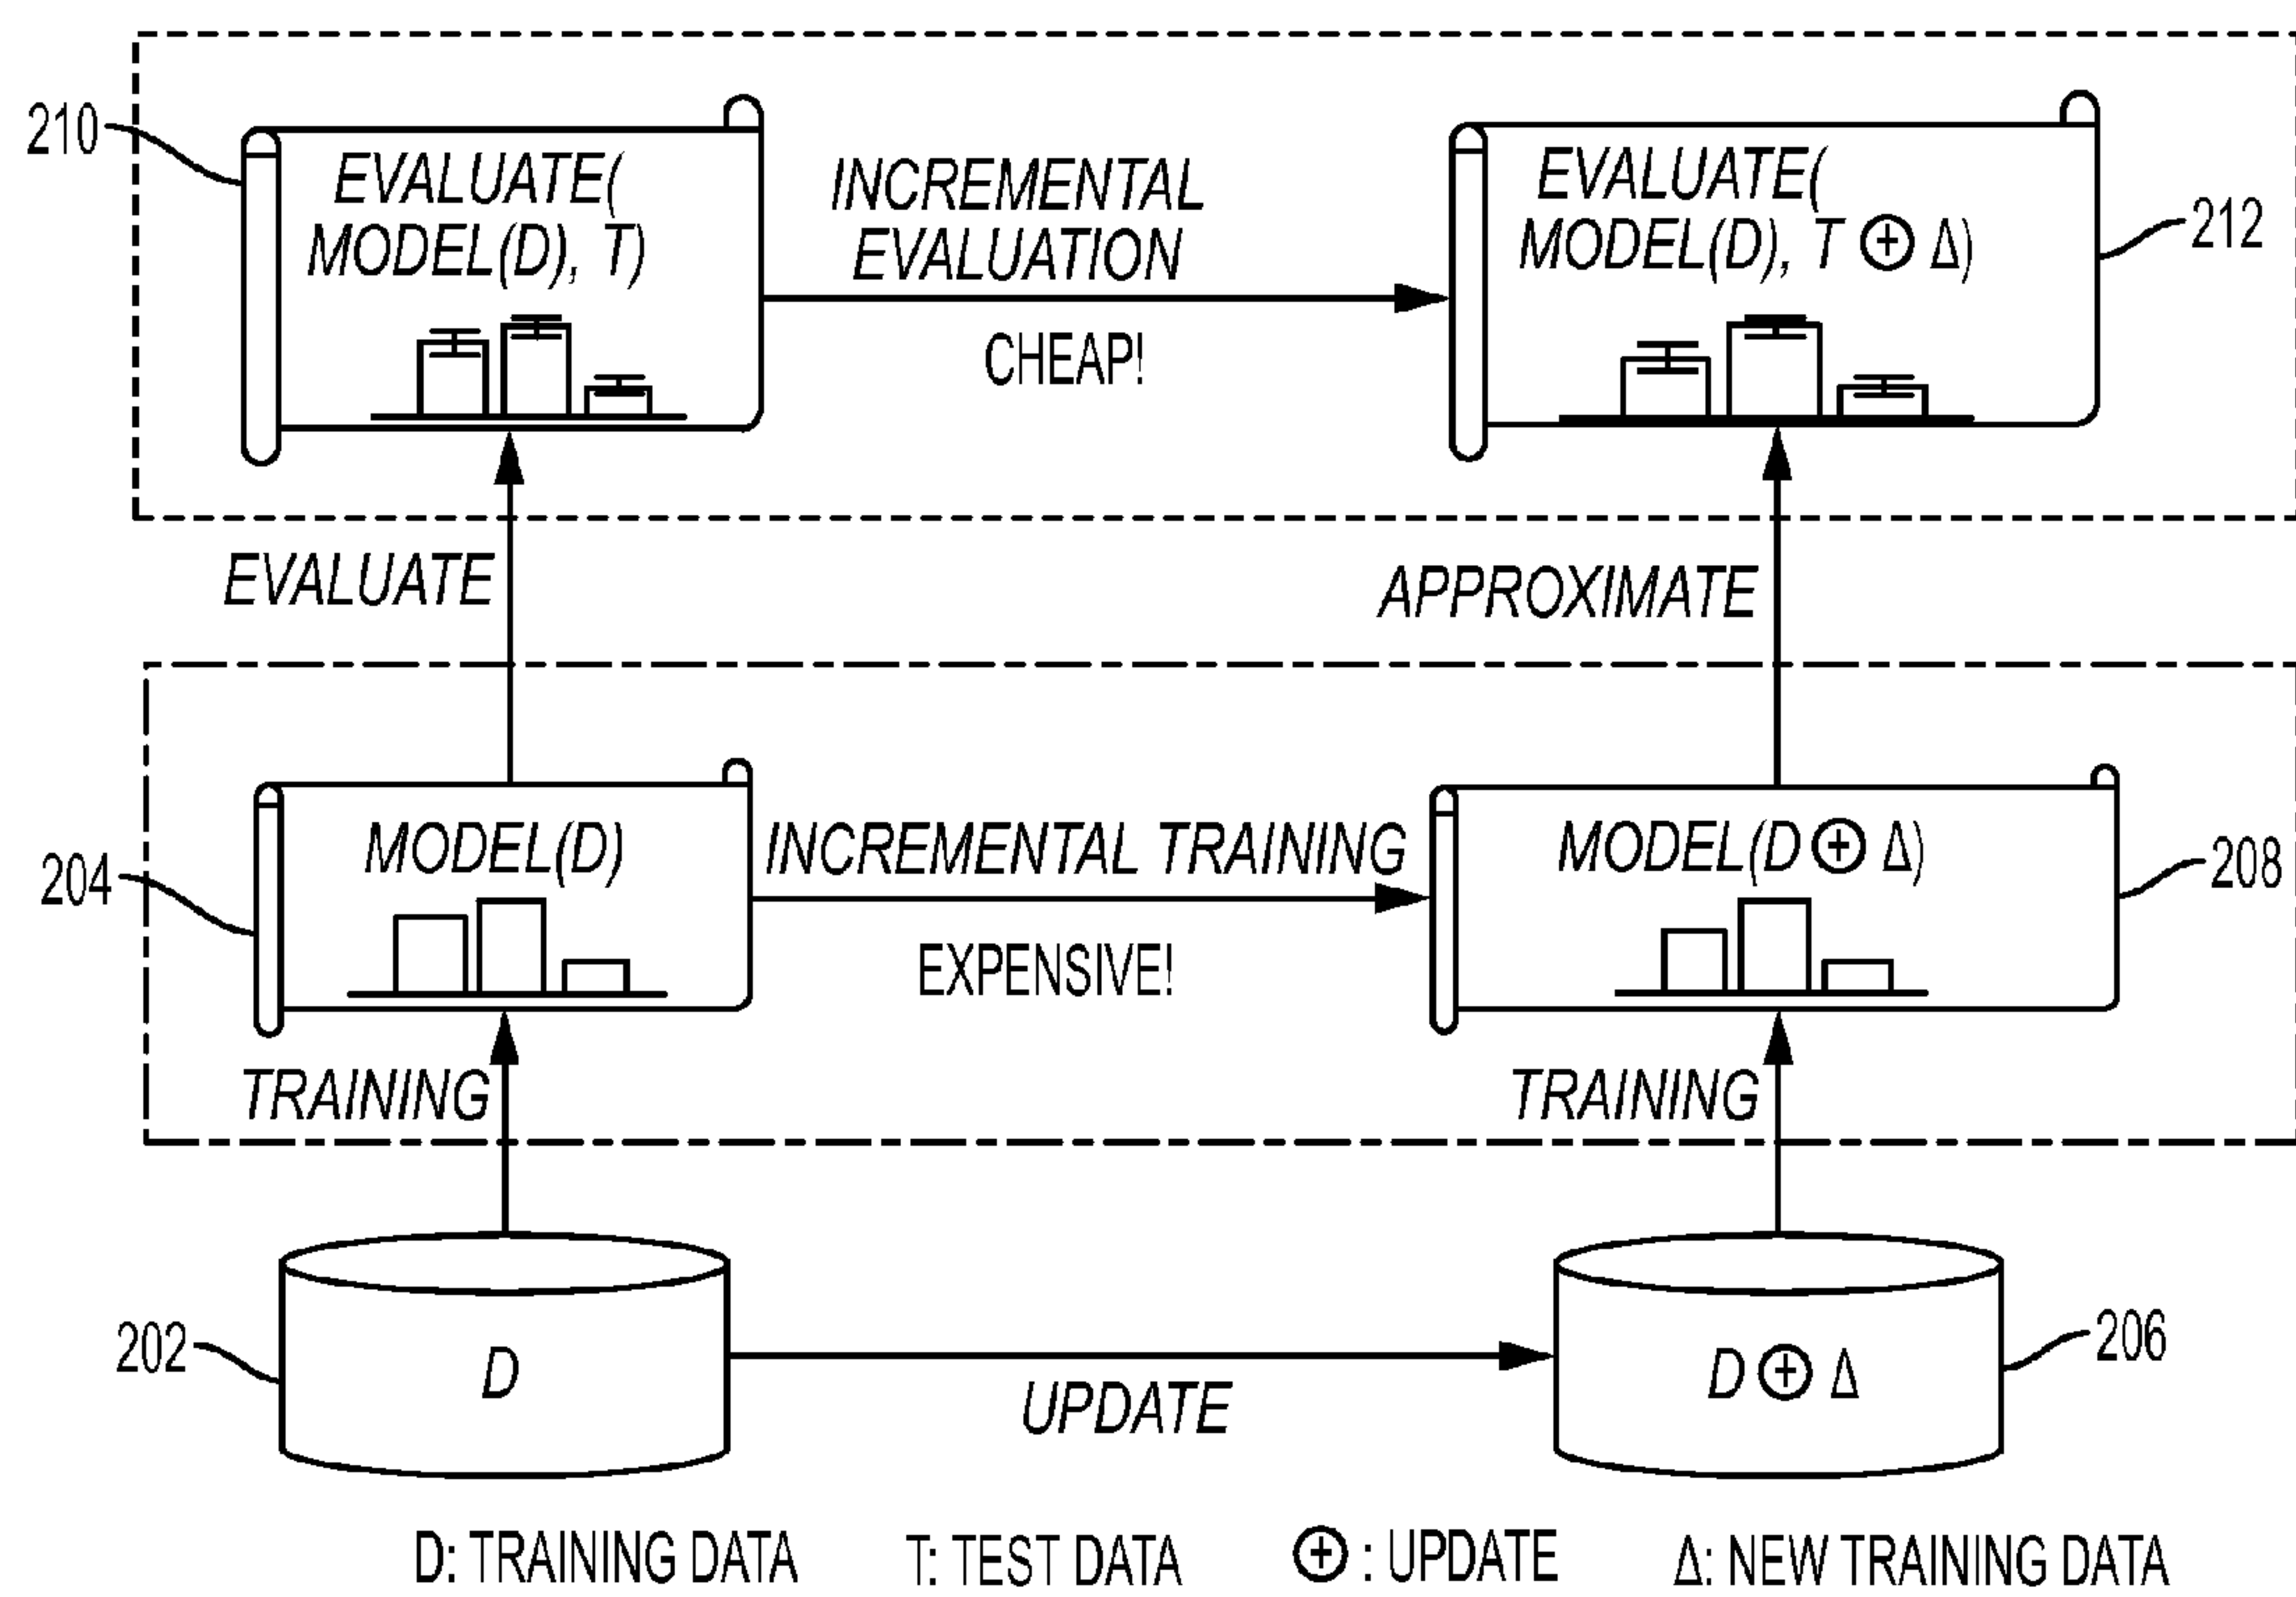 210
EVALUATE(
MODEL(D), T)
INCREMENTAL
EVALUATION
CHEAP!
EVALUATE(
MODEL(D), T ⊕ Δ)
212
EVALUATE
APPROXIMATE
204
MODEL(D)
INCREMENTAL TRAINING
EXPENSIVE!
MODEL(D ⊕ Δ)
208
TRAINING
TRAINING
202
D
UPDATE
D ⊕ Δ
206
D: TRAINING DATA T: TEST DATA ⊕ : UPDATE Δ: NEW TRAINING DATA